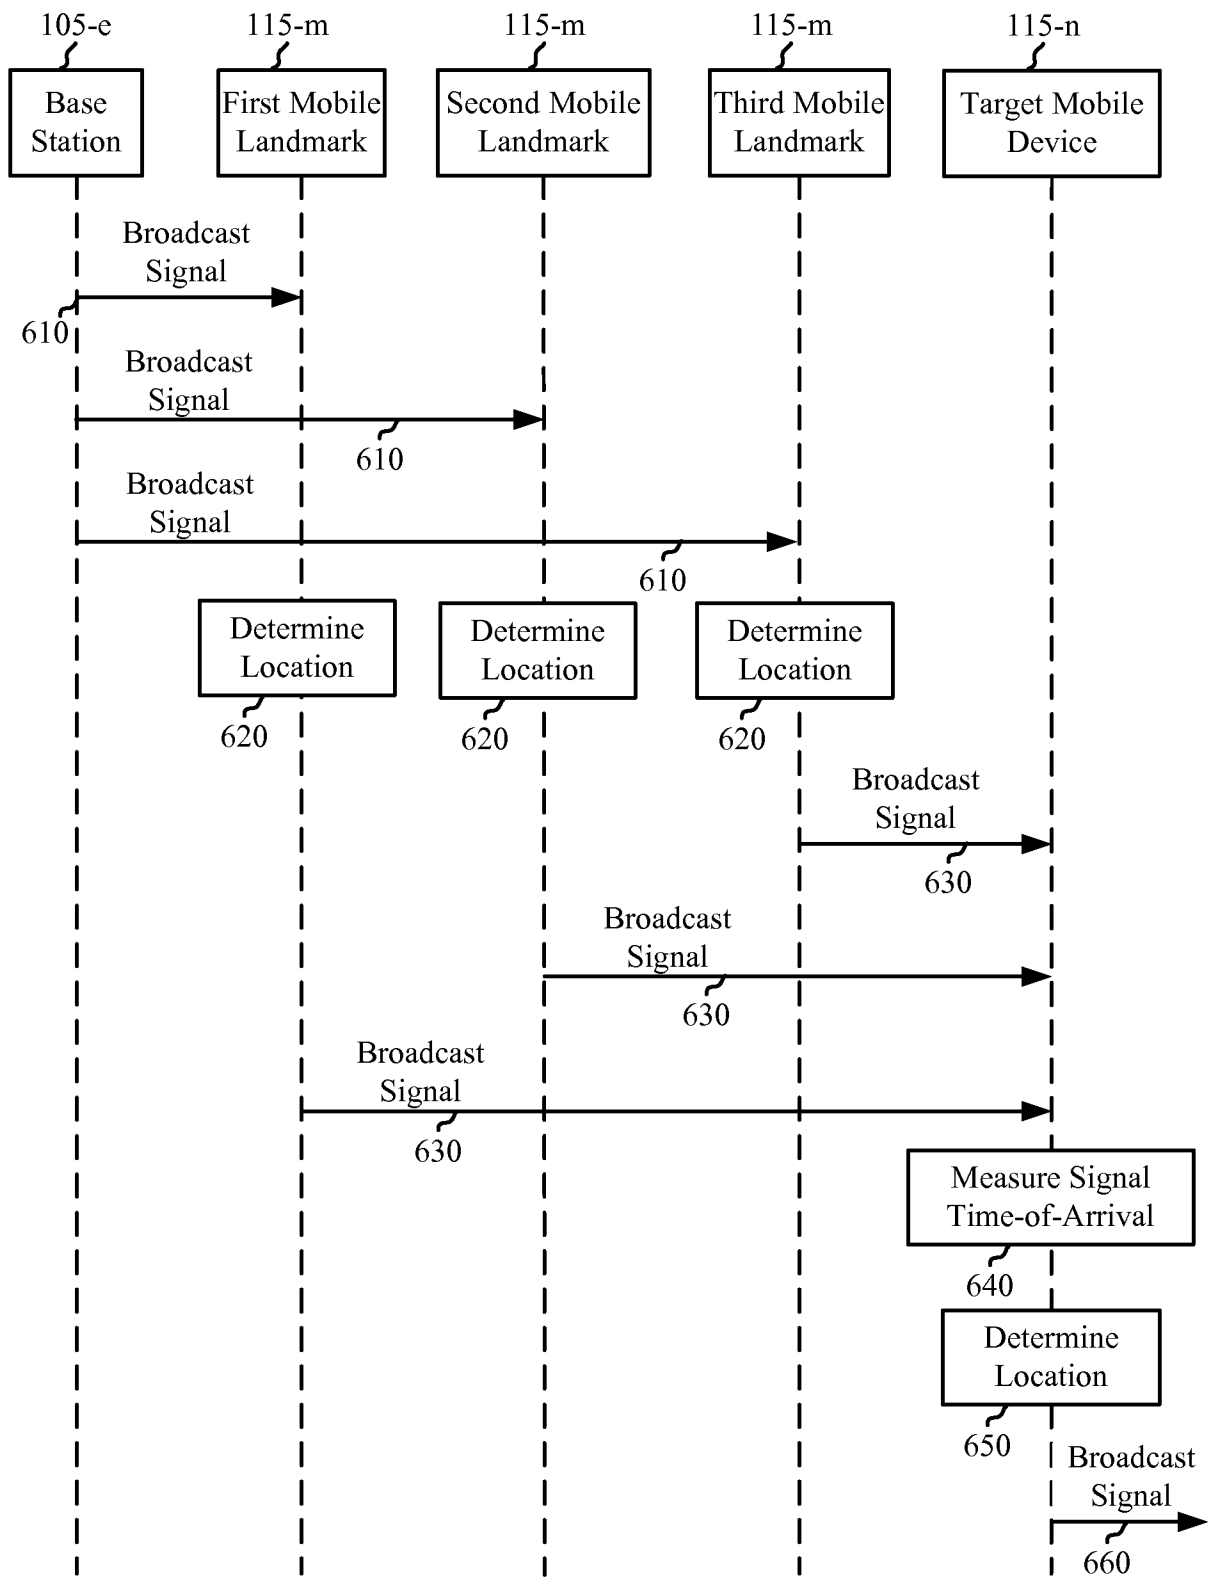 105-e
115-m
115-m
115-m
115-n
Base
Station
First Mobile
Landmark
Second Mobile
Landmark
Third Mobile
Landmark
Target Mobile
Device
Broadcast
Signal
610
Broadcast
Signal
610
Broadcast
Signal
610
Determine
Location
620
Determine
Location
620
Determine
Location
620
Broadcast
Signal
630
Broadcast
Signal
630
Broadcast
Signal
630
Measure Signal
Time-of-Arrival
640
Determine
Location
650
Broadcast
Signal
660